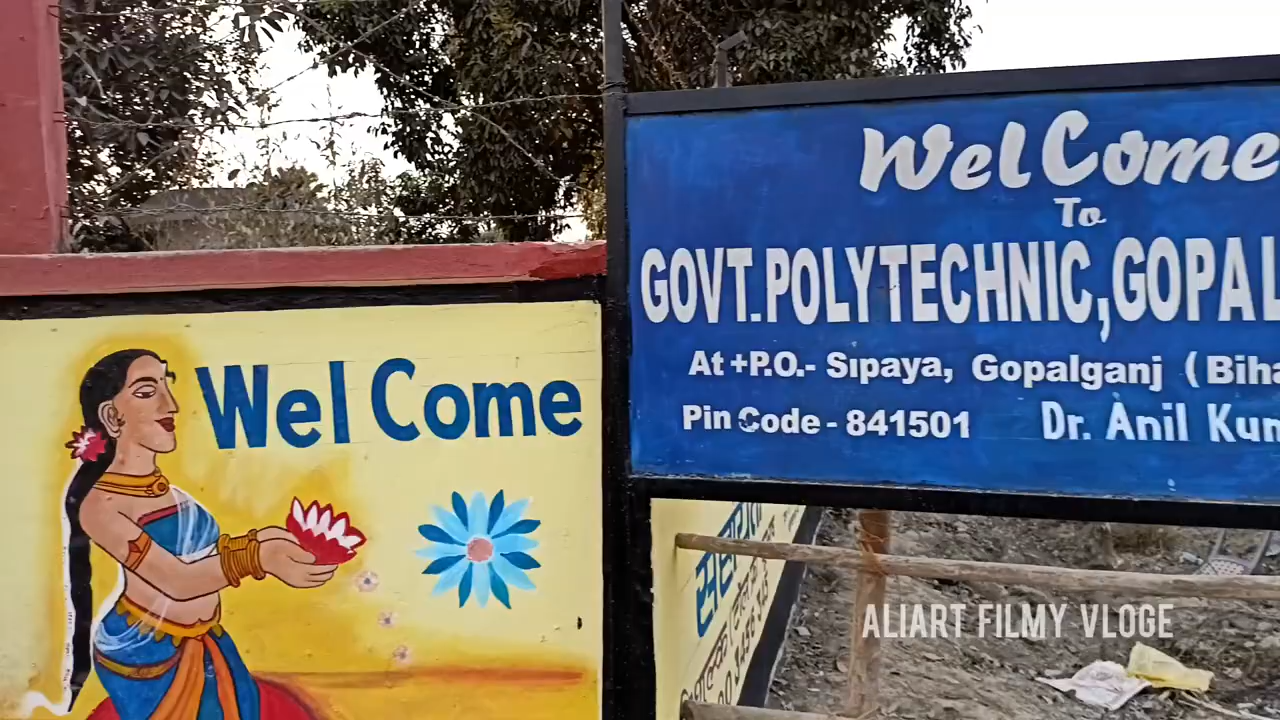 Wel Come
Wel Come
To
GOVT.POLYTECHNIC,GOPAL
At +P.O.- Sipaya, Gopalganj (Biha
Pin Code - 841501 Dr. Anil Kum
ALIART FILMY VLOGE